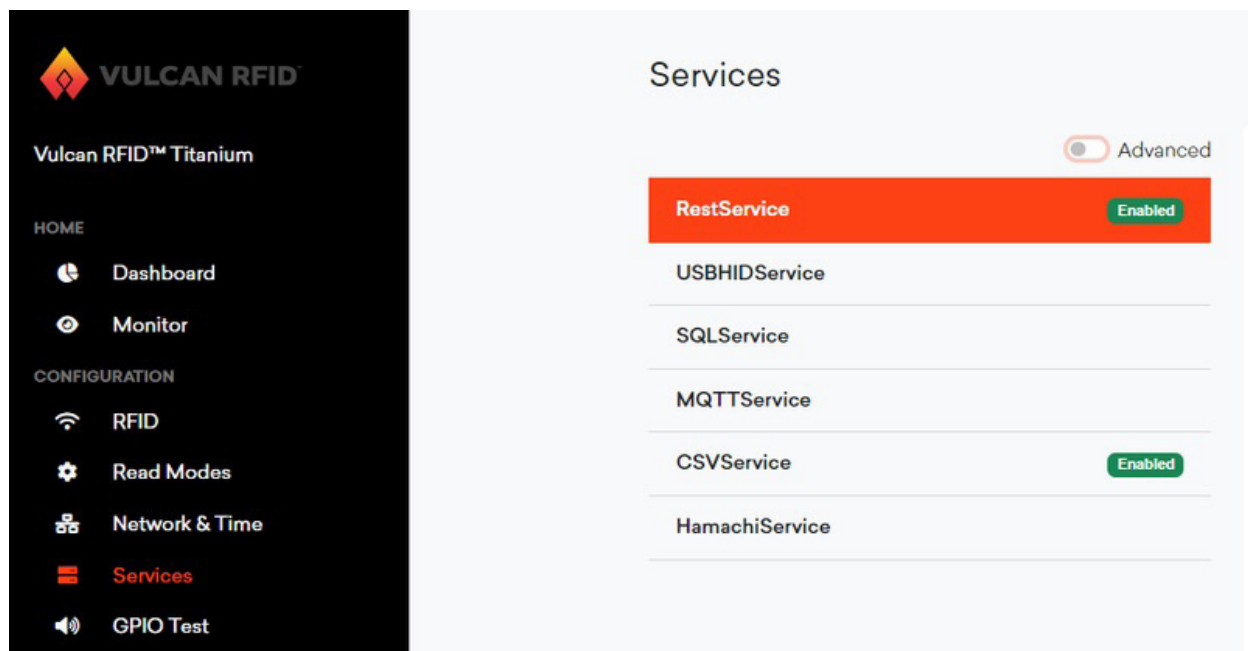 VULCAN RFID™
Vulcan RFID™ Titanium
HOME
Dashboard
Monitor
CONFIGURATION
RFID
Read Modes
Network & Time
Services
GPIO Test
Services
Advanced
RestService Enabled
USBHIDService
SQLService
MQTTService
CSVService Enabled
HamachiService